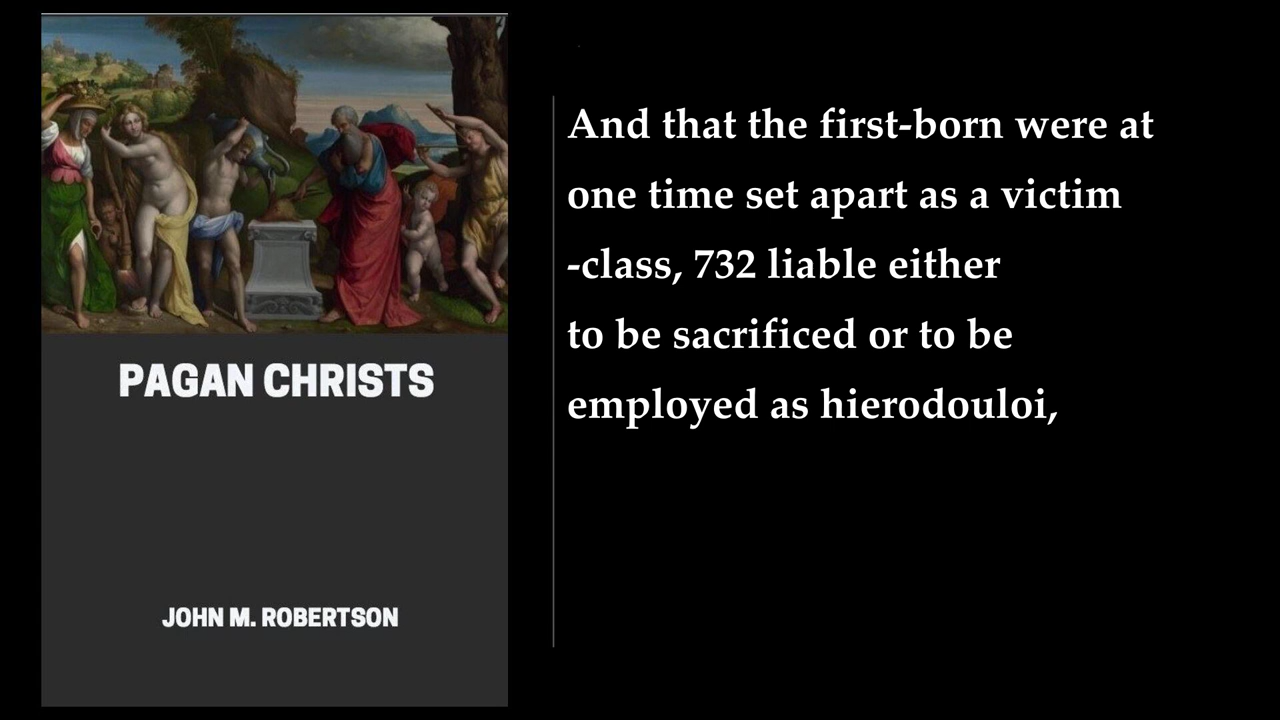 PAGAN CHRISTS
JOHN M. ROBERTSON
And that the first-born were at
one time set apart as a victim
-class, 732 liable either
to be sacrificed or to be
employed as hierodouloi,